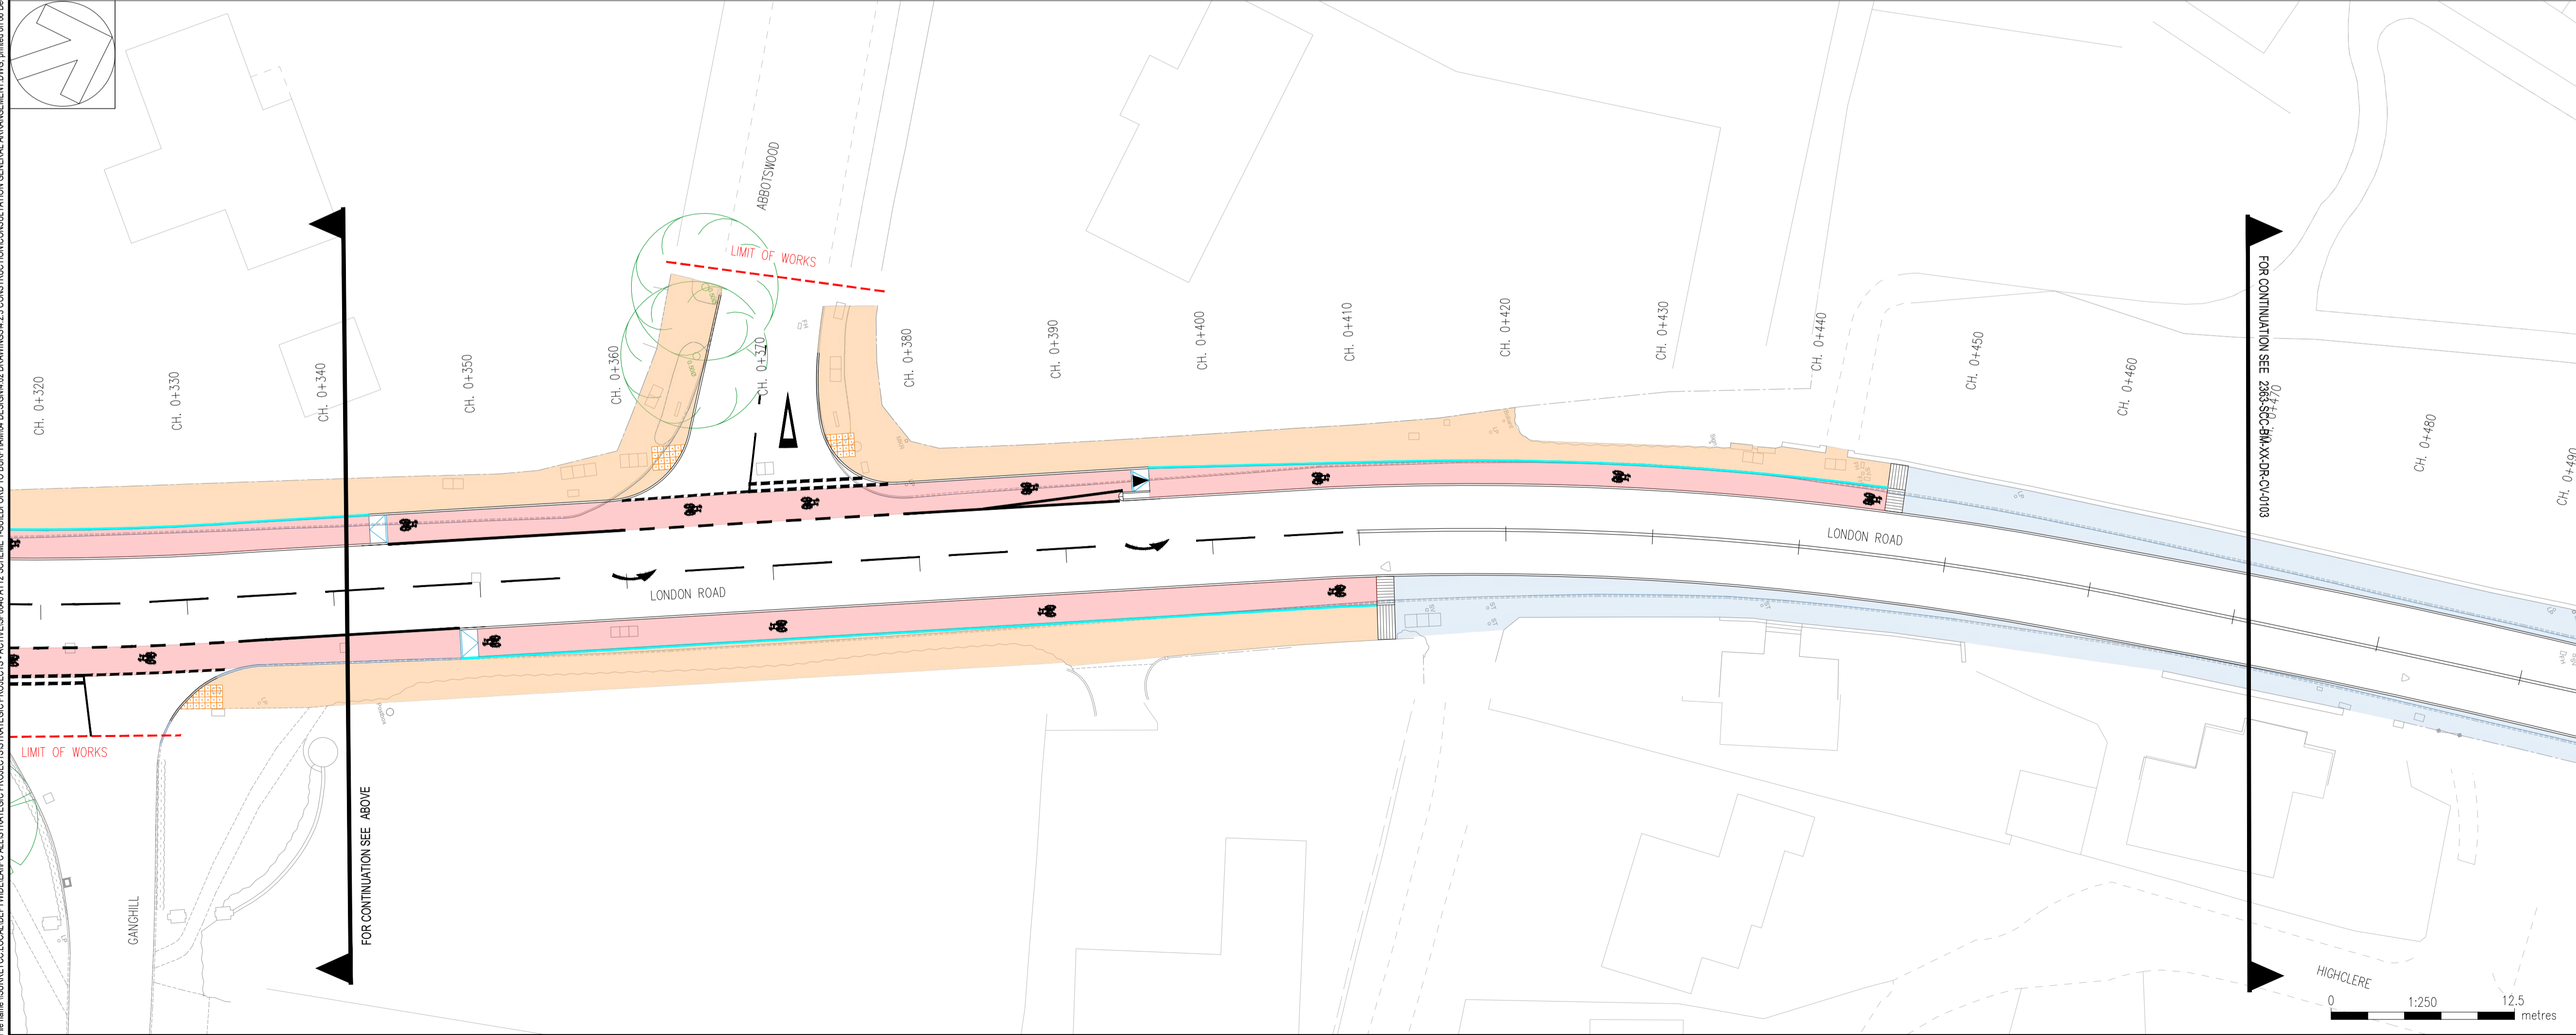 ABBOTSWOOD
LIMIT OF WORKS
CH. 0+320
CH. 0+330
CH. 0+340
CH. 0+350
CH. 0+360
CH. 0+370
CH. 0+380
CH. 0+390
CH. 0+400
CH. 0+410
CH. 0+420
CH. 0+430
CH. 0+440
CH. 0+450
CH. 0+460
CH. 0+470
CH. 0+480
CH. 0+490
FOR CONTINUATION SEE 2363-SCC-BM-XX-DR-CV-0103
LONDON ROAD
LONDON ROAD
LIMIT OF WORKS
FOR CONTINUATION SEE ABOVE
GANGHILL
HIGHCLERE
0 1:250 12.5
metres